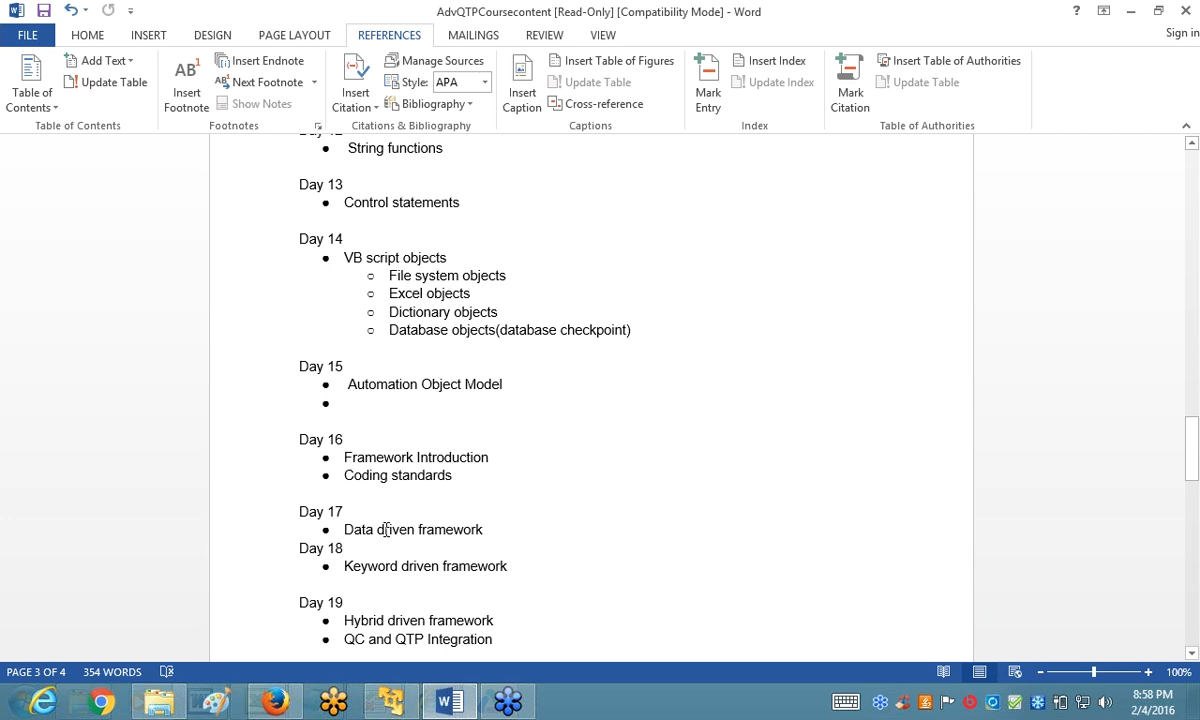 AdvQTPCoursecontent [Read-Only] [Compatibility Mode] - Word
Sign in
FILE HOME INSERT DESIGN PAGE LAYOUT REFERENCES MAILINGS REVIEW VIEW
Table of Contents
Add Text
Update Table
Table of Contents
AB1
Insert Footnote
Insert Endnote
Next Footnote
Show Notes
Footnotes
Insert Citation
Manage Sources
Style: APA
Bibliography
Citations & Bibliography
Insert Caption
Insert Table of Figures
Update Table
Cross-reference
Captions
Mark Entry
Insert Index
Update Index
Index
Mark Citation
Insert Table of Authorities
Update Table
Table of Authorities
• String functions
Day 13
• Control statements
Day 14
• VB script objects
○ File system objects
○ Excel objects
○ Dictionary objects
○ Database objects(database checkpoint)
Day 15
• Automation Object Model
•
Day 16
• Framework Introduction
• Coding standards
Day 17
• Data driven framework
Day 18
• Keyword driven framework
Day 19
• Hybrid driven framework
• QC and QTP Integration
PAGE 3 OF 4 354 WORDS
100%
8:58 PM
2/4/2016